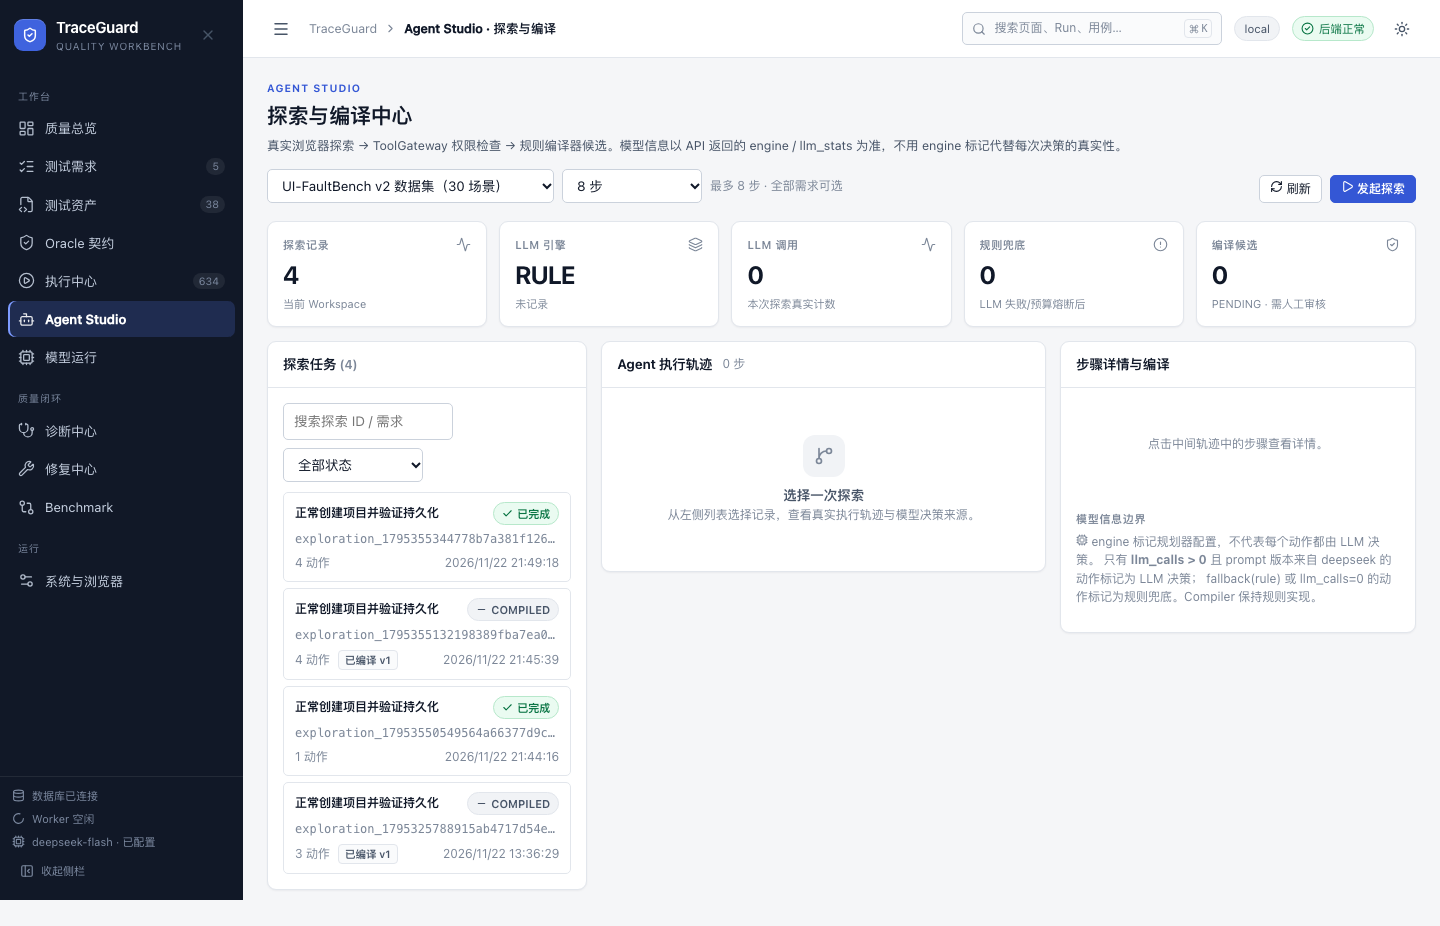 TraceGuard
QUALITY WORKBENCH
工作台
质量总览
测试需求 5
测试资产 38
Oracle 契约
执行中心 634
Agent Studio
模型运行
质量闭环
诊断中心
修复中心
Benchmark
运行
系统与浏览器
数据库已连接
Worker 空闲
deepseek-flash · 已配置
收起侧栏
TraceGuard > Agent Studio · 探索与编译
搜索页面、Run、用例... ⌘ K
local
后端正常
AGENT STUDIO
探索与编译中心
真实浏览器探索 → ToolGateway 权限检查 → 规则编译器候选。模型信息以 API 返回的 engine / llm_stats 为准，不用 engine 标记代替每次决策的真实性。
UI-FaultBench v2 数据集（30 场景） 8 步 最多 8 步 · 全部需求可选
刷新 发起探索
探索记录
4
当前 Workspace
LLM 引擎
RULE
未记录
LLM 调用
0
本次探索真实计数
规则兜底
0
LLM 失败/预算熔断后
编译候选
0
PENDING · 需人工审核
探索任务 (4)
搜索探索 ID / 需求
全部状态
正常创建项目并验证持久化 已完成
exploration_1795355344778b7a381f126…
4 动作 2026/11/22 21:49:18
正常创建项目并验证持久化 COMPILED
exploration_1795355132198389fba7ea0…
4 动作 已编译 v1 2026/11/22 21:45:39
正常创建项目并验证持久化 已完成
exploration_17953550549564a66377d9c…
1 动作 2026/11/22 21:44:16
正常创建项目并验证持久化 COMPILED
exploration_1795325788915ab4717d54e…
3 动作 已编译 v1 2026/11/22 13:36:29
Agent 执行轨迹 0 步
选择一次探索
从左侧列表选择记录，查看真实执行轨迹与模型决策来源。
步骤详情与编译
点击中间轨迹中的步骤查看详情。
模型信息边界
engine 标记规划器配置，不代表每个动作都由 LLM 决
策。 只有 llm_calls > 0 且 prompt 版本来自 deepseek 的
动作标记为 LLM 决策； fallback(rule) 或 llm_calls=0 的动
作标记为规则兜底。Compiler 保持规则实现。